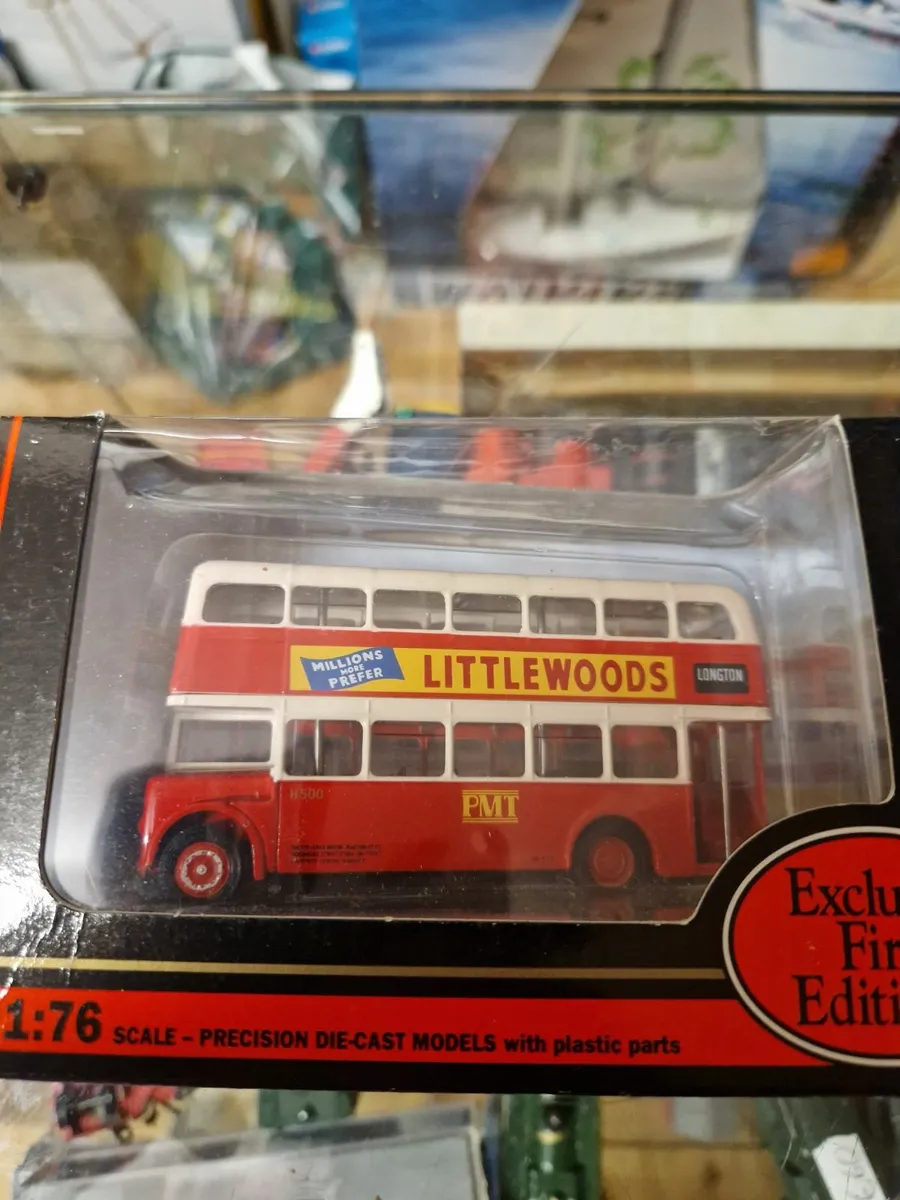 MILLIONS
MORE
PREFER
LITTLEWOODS
LONGTON
H500
PMT
Exclu
Fir
Editi
1:76 SCALE – PRECISION DIE-CAST MODELS with plastic parts